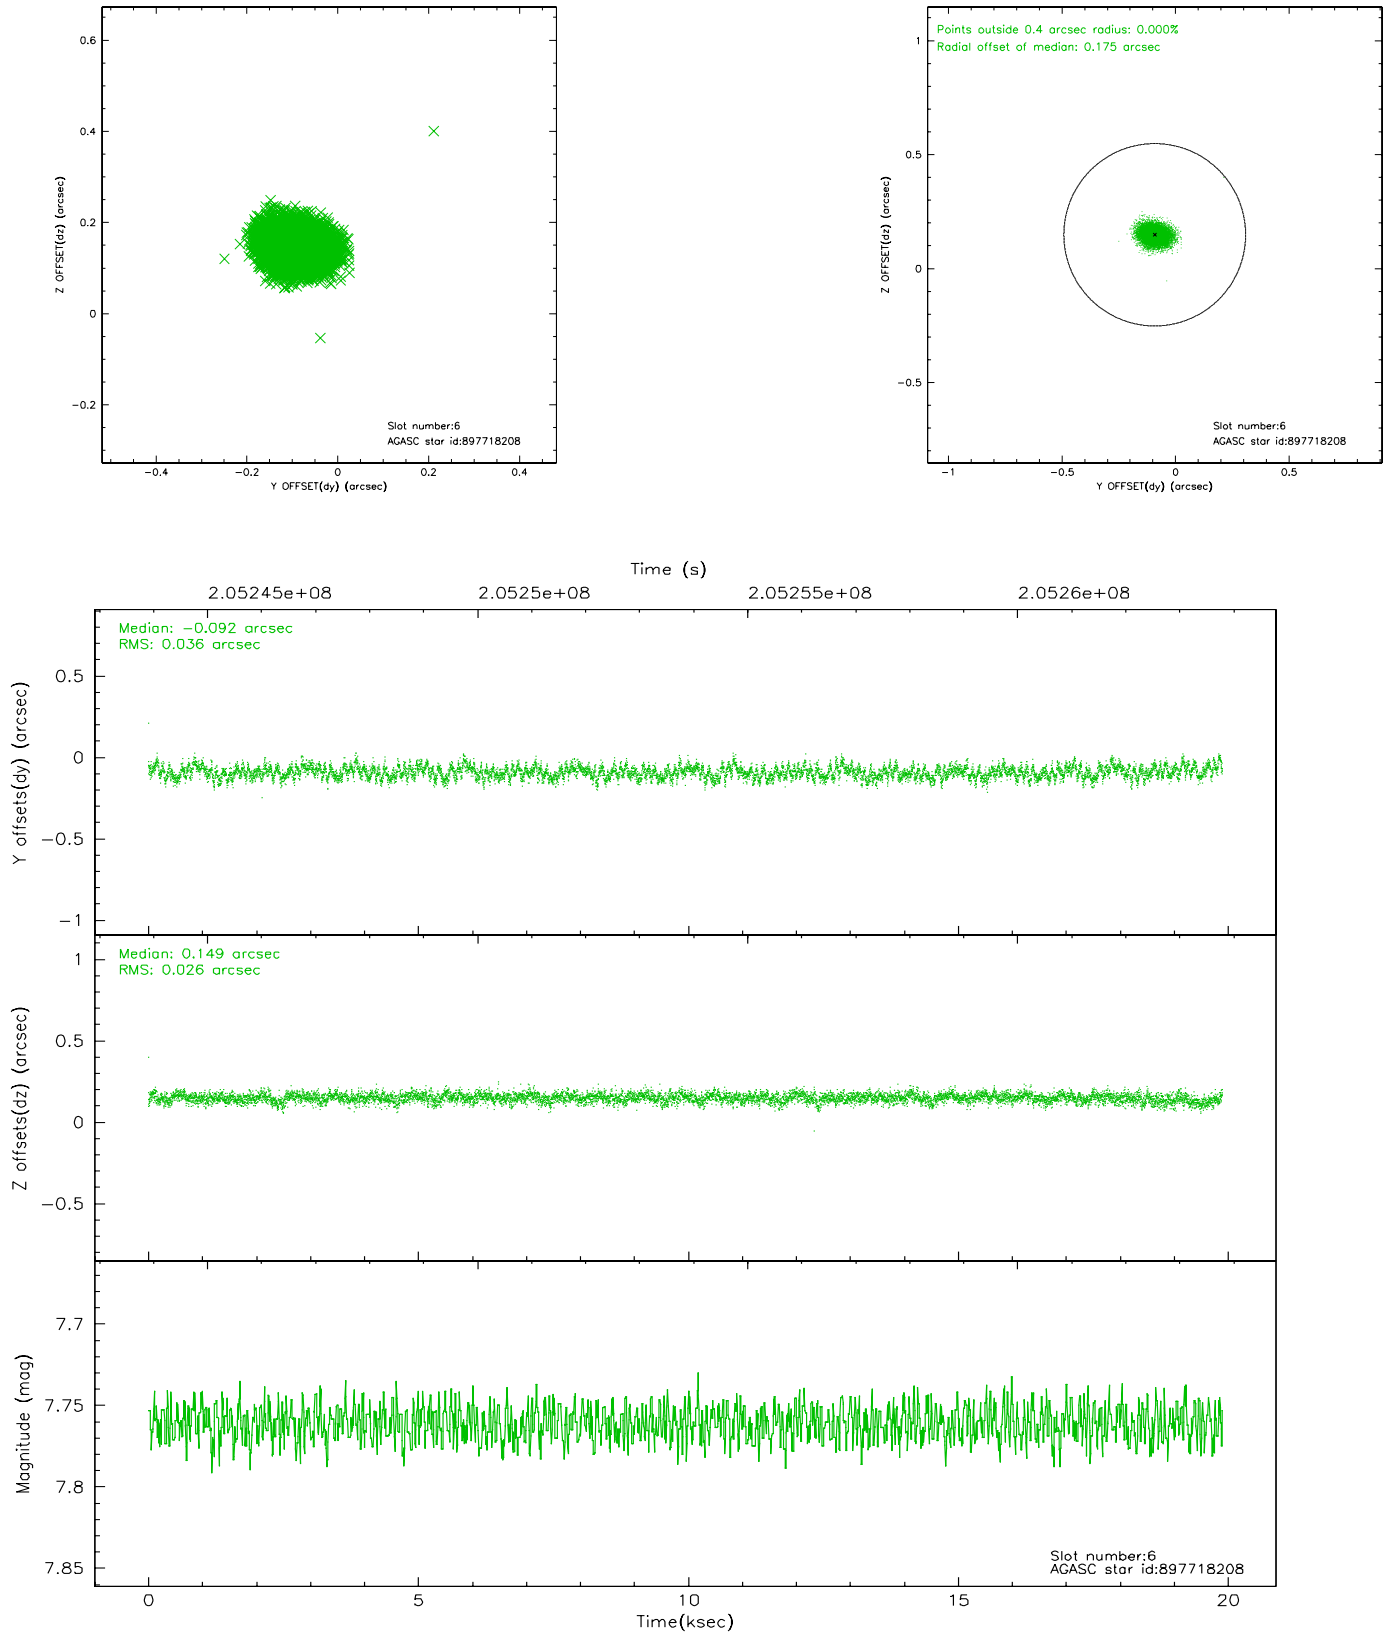 0.6
0.4
0.2
0
−0.2
Z OFFSET(dz) (arcsec)
Slot number:6
AGASC star id:897718208
−0.4
−0.2
0
0.2
0.4
Y OFFSET(dy) (arcsec)
Points outside 0.4 arcsec radius: 0.000%
Radial offset of median: 0.175 arcsec
1
0.5
0
−0.5
Z OFFSET(dz) (arcsec)
Slot number:6
AGASC star id:897718208
−1
−0.5
0
0.5
Y OFFSET(dy) (arcsec)
Time (s)
2.05245e+08
2.0525e+08
2.05255e+08
2.0526e+08
Median: −0.092 arcsec
RMS: 0.036 arcsec
0.5
0
−0.5
−1
Y offsets(dy) (arcsec)
Median: 0.149 arcsec
RMS: 0.026 arcsec
1
0.5
0
−0.5
Z offsets(dz) (arcsec)
7.7
7.75
7.8
7.85
Magnitude (mag)
Slot number:6
AGASC star id:897718208
0
5
10
15
20
Time(ksec)